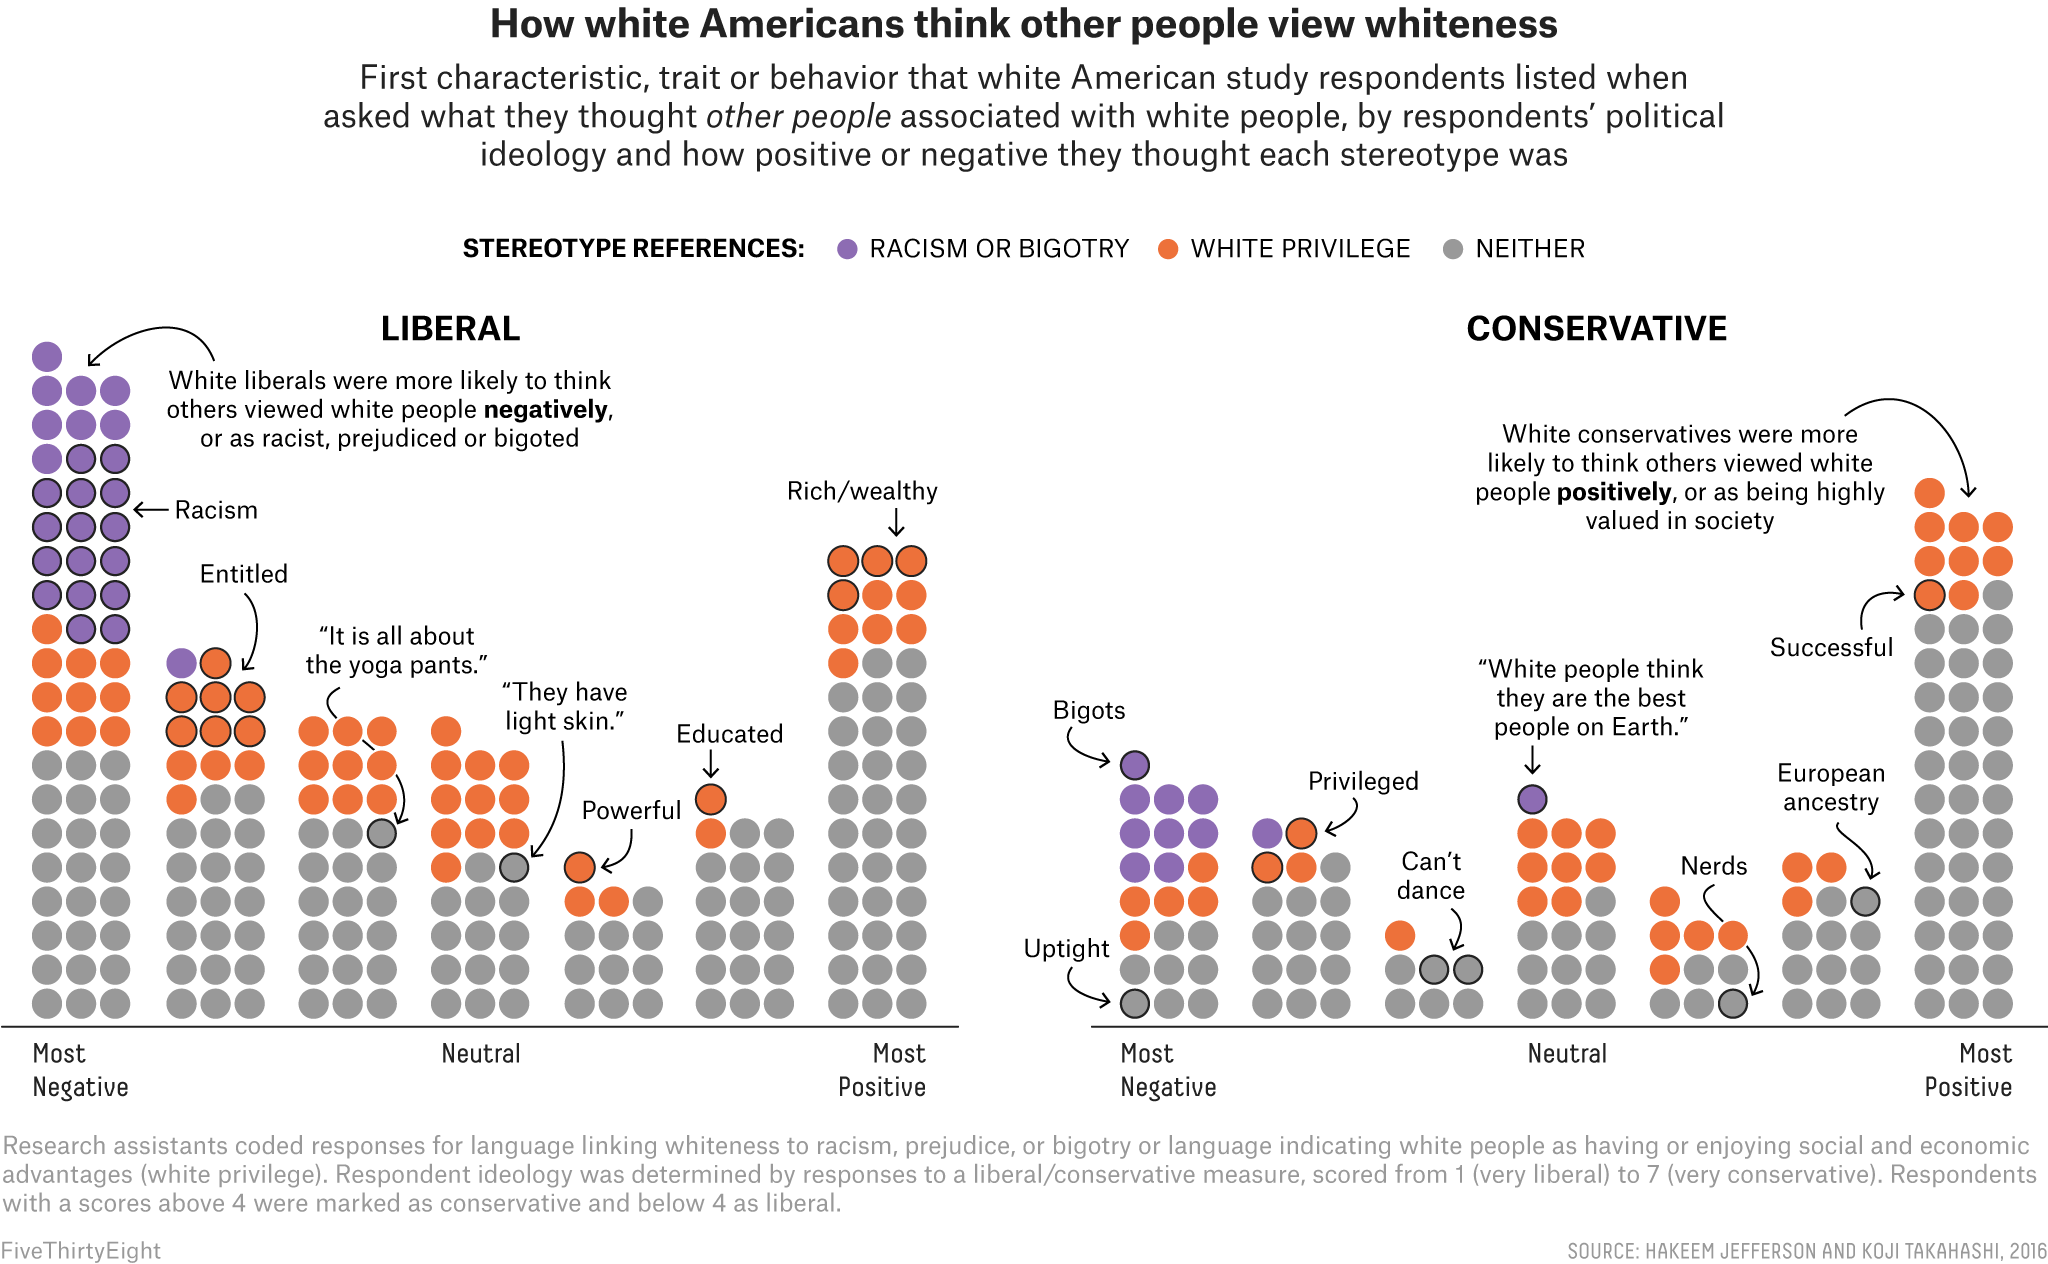 How white Americans think other people view whiteness
First characteristic, trait or behavior that white American study respondents listed when
asked what they thought other people associated with white people, by respondents’ political
ideology and how positive or negative they thought each stereotype was
STEREOTYPE REFERENCES: RACISM OR BIGOTRY WHITE PRIVILEGE NEITHER
LIBERAL
White liberals were more likely to think
others viewed white people negatively,
or as racist, prejudiced or bigoted
Racism
Entitled
“It is all about
the yoga pants.”
“They have
light skin.”
Powerful
Educated
Rich/wealthy
Most
Negative
Neutral
Most
Positive
CONSERVATIVE
White conservatives were more
likely to think others viewed white
people positively, or as being highly
valued in society
Successful
“White people think
they are the best
people on Earth.”
Bigots
Privileged
European
ancestry
Can’t
dance
Nerds
Uptight
Most
Negative
Neutral
Most
Positive
Research assistants coded responses for language linking whiteness to racism, prejudice, or bigotry or language indicating white people as having or enjoying social and economic
advantages (white privilege). Respondent ideology was determined by responses to a liberal/conservative measure, scored from 1 (very liberal) to 7 (very conservative). Respondents
with a scores above 4 were marked as conservative and below 4 as liberal.
FiveThirtyEight
SOURCE: HAKEEM JEFFERSON AND KOJI TAKAHASHI, 2016